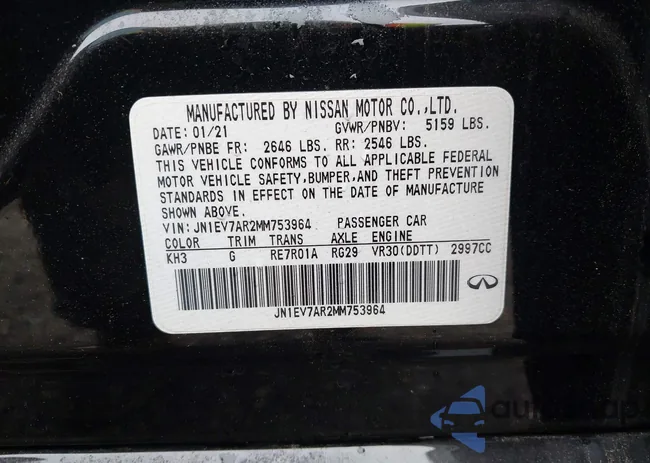 MANUFACTURED BY NISSAN MOTOR CO.,LTD.
DATE: 01/21 GVWR/PNBV: 5159 LBS.
GAWR/PNBE FR: 2646 LBS. RR: 2546 LBS.
THIS VEHICLE CONFORMS TO ALL APPLICABLE FEDERAL
MOTOR VEHICLE SAFETY,BUMPER,AND THEFT PREVENTION
STANDARDS IN EFFECT ON THE DATE OF MANUFACTURE
SHOWN ABOVE.
VIN: JN1EV7AR2MM753964 PASSENGER CAR
COLOR TRIM TRANS AXLE ENGINE
KH3 G RE7R01A RG29 VR30(DDTT) 2997CC
JN1EV7AR2MM753964